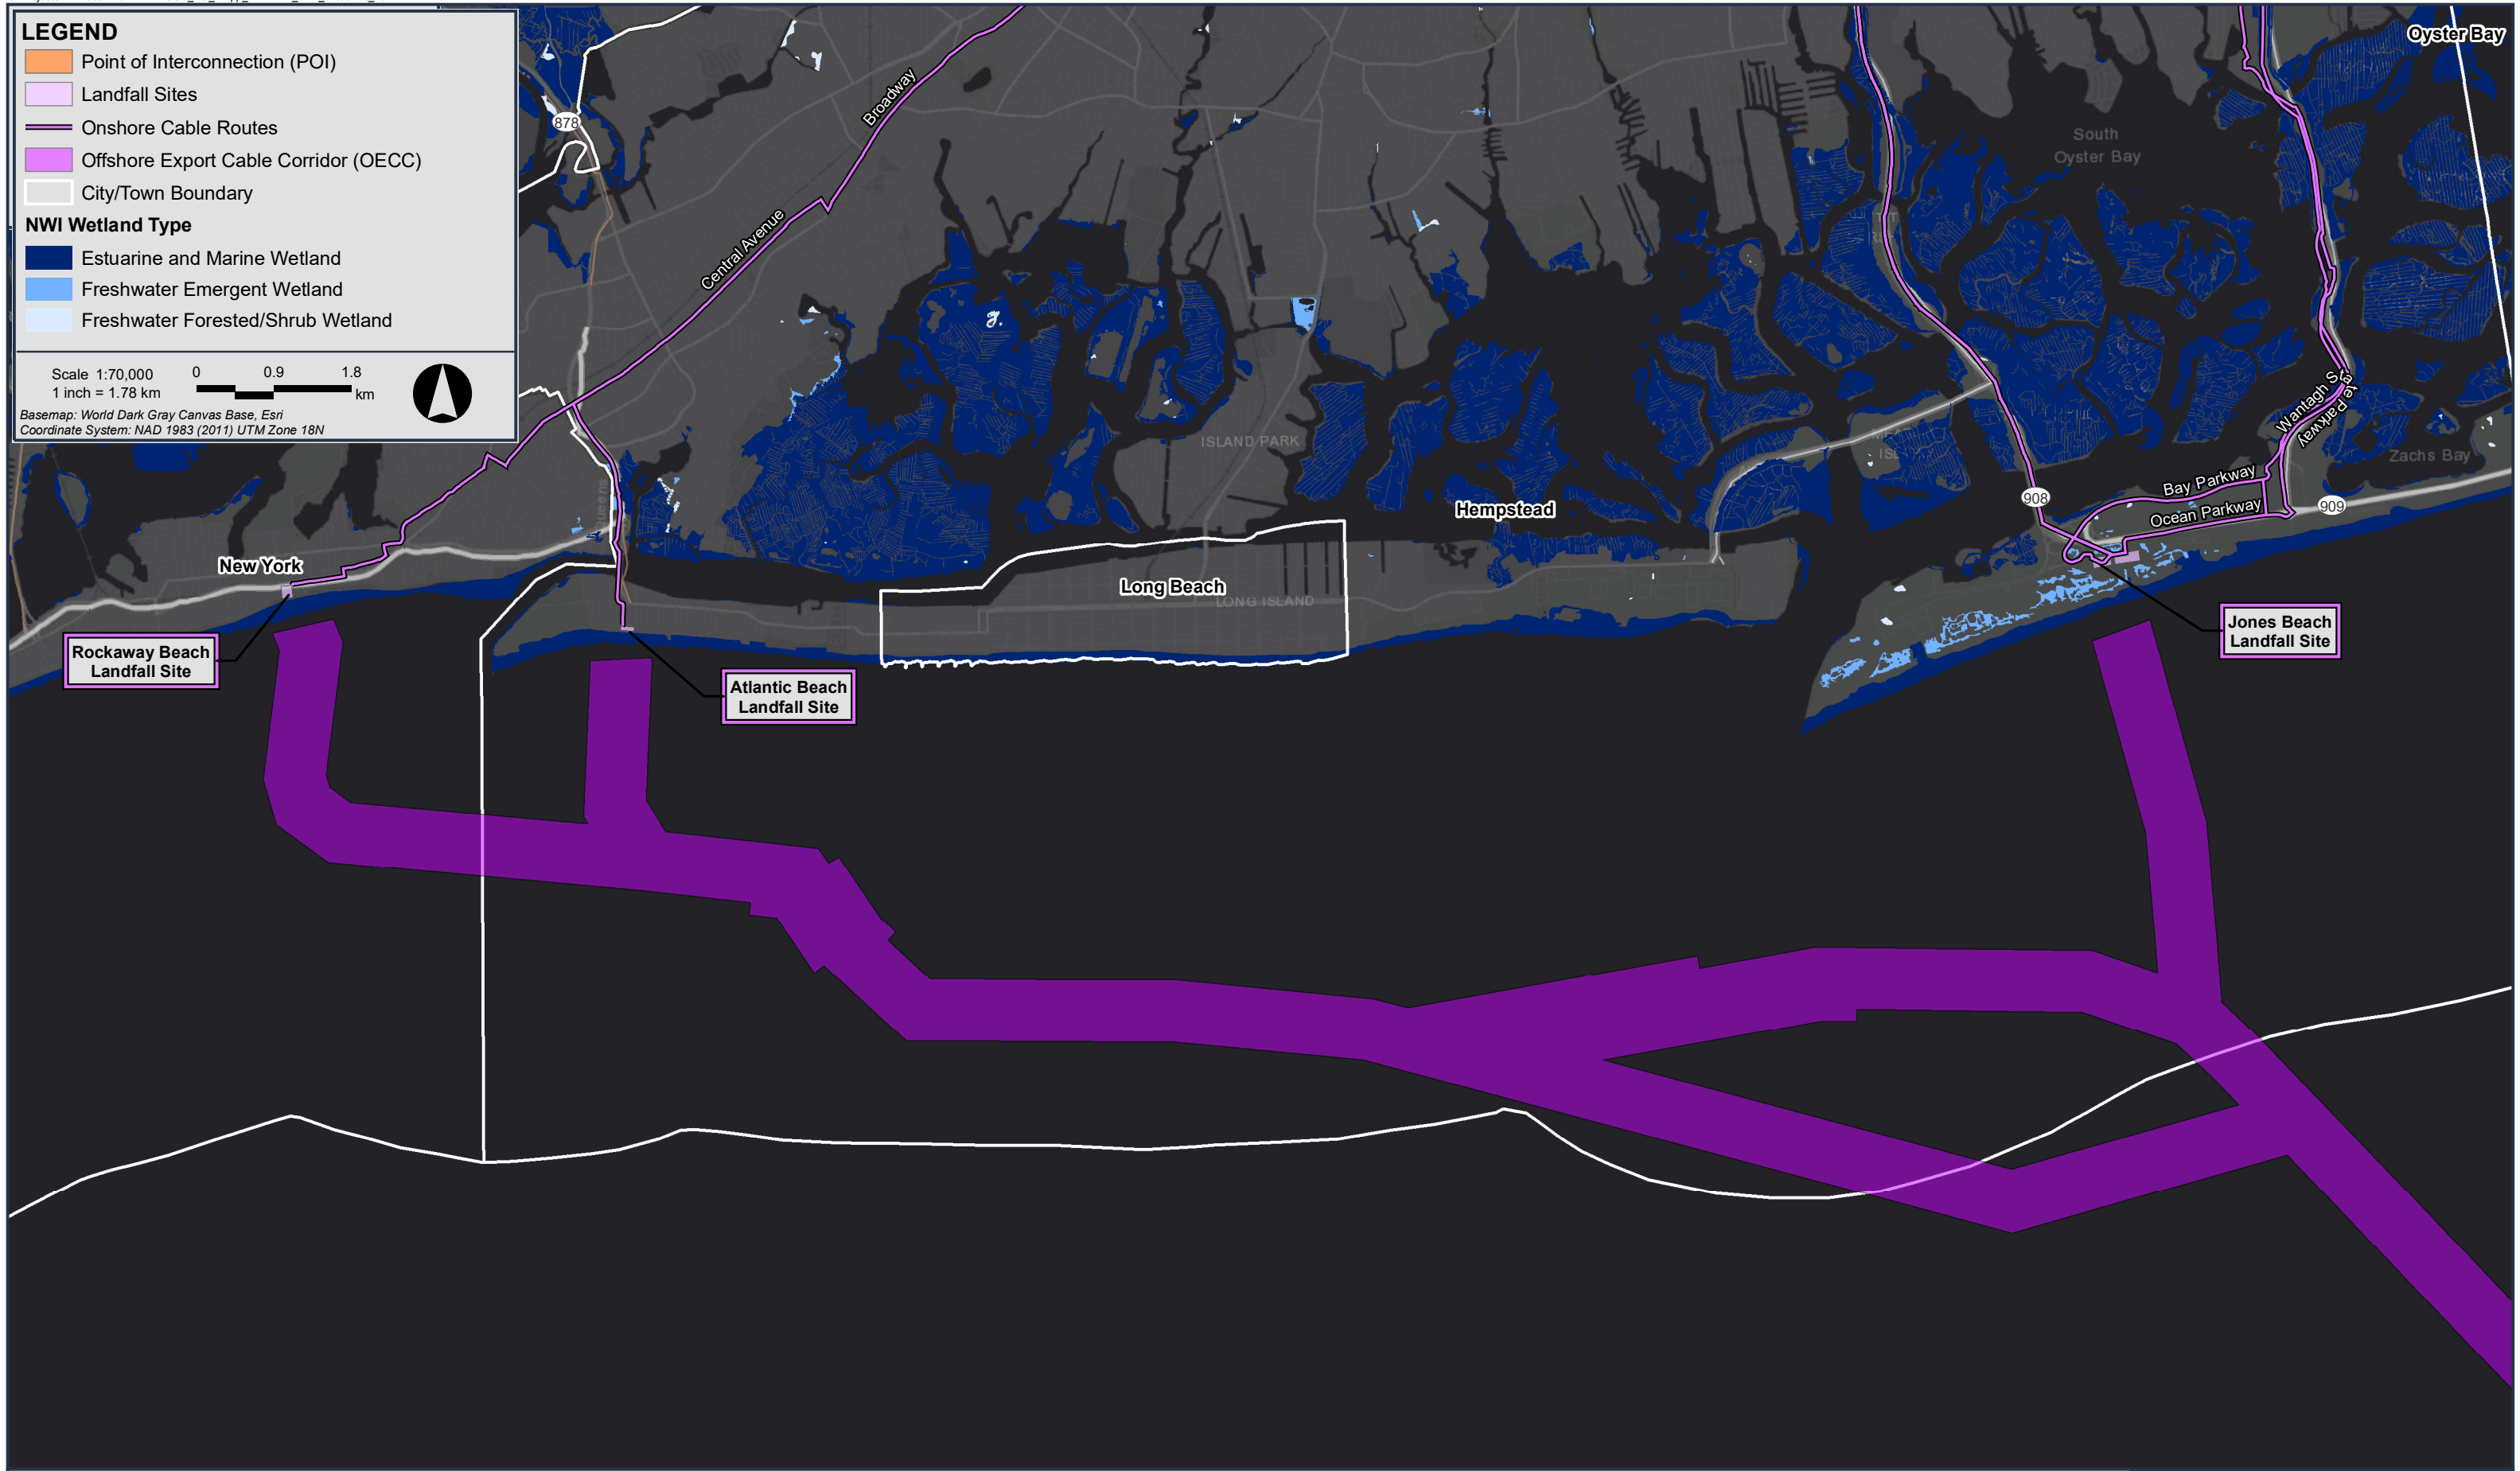 LEGEND
Point of Interconnection (POI)
Landfall Sites
Onshore Cable Routes
Offshore Export Cable Corridor (OECC)
City/Town Boundary
NWI Wetland Type
Estuarine and Marine Wetland
Freshwater Emergent Wetland
Freshwater Forested/Shrub Wetland
Scale 1:70,000
1 inch = 1.78 km
0 0.9 1.8
km
Basemap: World Dark Gray Canvas Base, Esri
Coordinate System: NAD 1983 (2011) UTM Zone 18N
878
Broadway
Central Avenue
Oyster Bay
South
Oyster Bay
ISLAND PARK
Queens
Hempstead
Wantagh State Parkway
Zachs Bay
Bay Parkway
Ocean Parkway
908
909
New York
Long Beach
LONG ISLAND
Rockaway Beach
Landfall Site
Atlantic Beach
Landfall Site
Jones Beach
Landfall Site